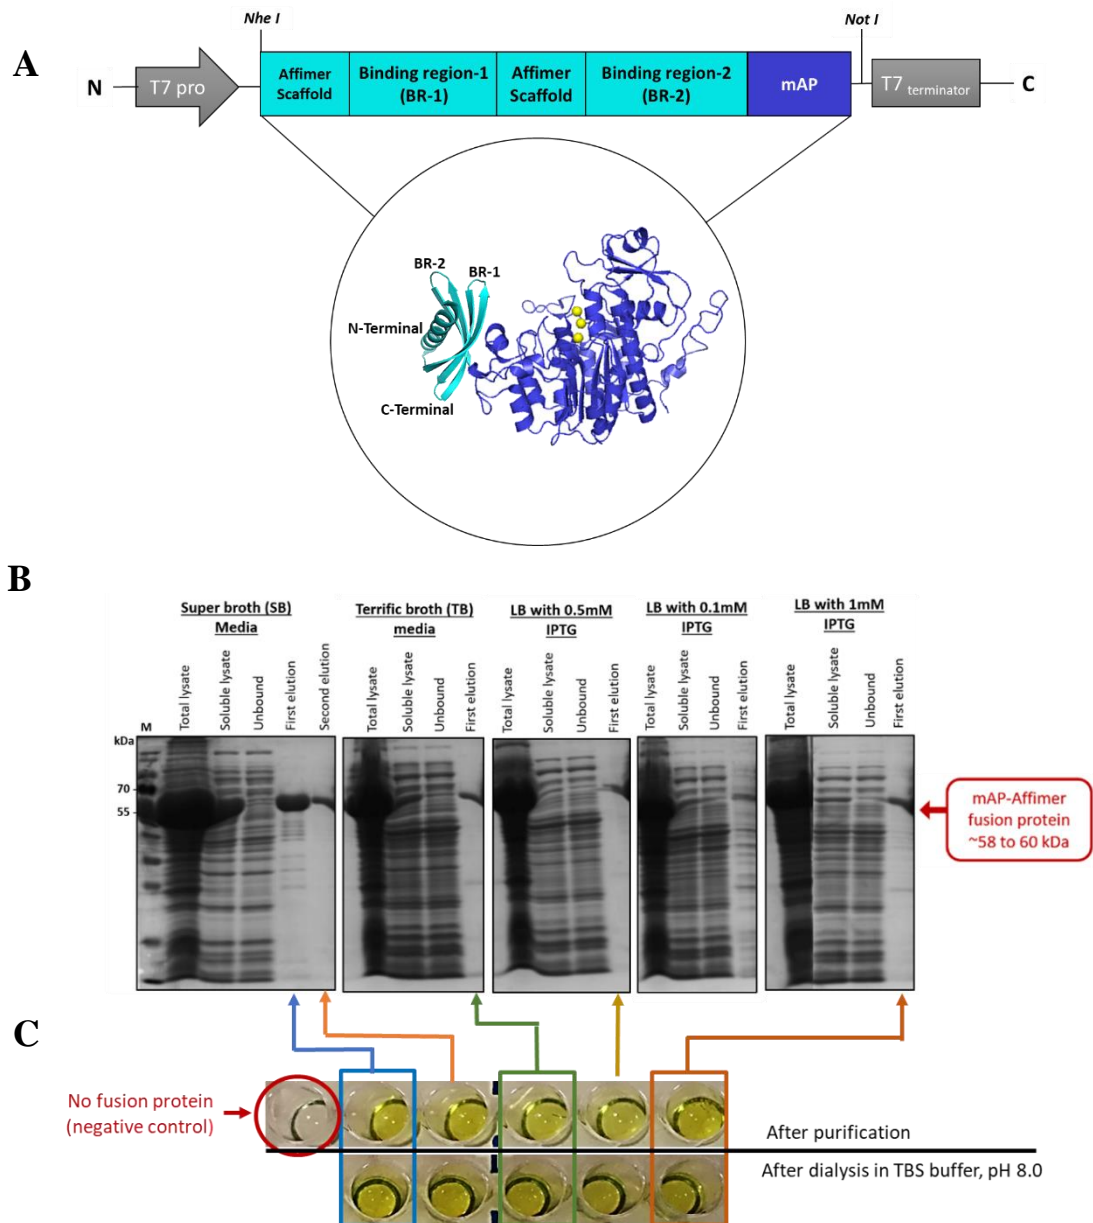 A
Nhe I
Not I
N
T7 pro
Affimer
Scaffold
Binding region-1
(BR-1)
Affimer
Scaffold
Binding region-2
(BR-2)
mAP
T7 terminator
C
BR-2
BR-1
N-Terminal
C-Terminal
B
Super broth (SB)
Media
Terrific broth (TB)
media
LB with 0.5mM
IPTG
LB with 0.1mM
IPTG
LB with 1mM
IPTG
M
Total lysate
Soluble lysate
Unbound
First elution
Second elution
Total lysate
Soluble lysate
Unbound
First elution
Total lysate
Soluble lysate
Unbound
First elution
Total lysate
Soluble lysate
Unbound
First elution
Total lysate
Soluble lysate
Unbound
First elution
kDa
70
55
mAP-Affimer
fusion protein
~58 to 60 kDa
C
No fusion protein
(negative control)
After purification
After dialysis in TBS buffer, pH 8.0